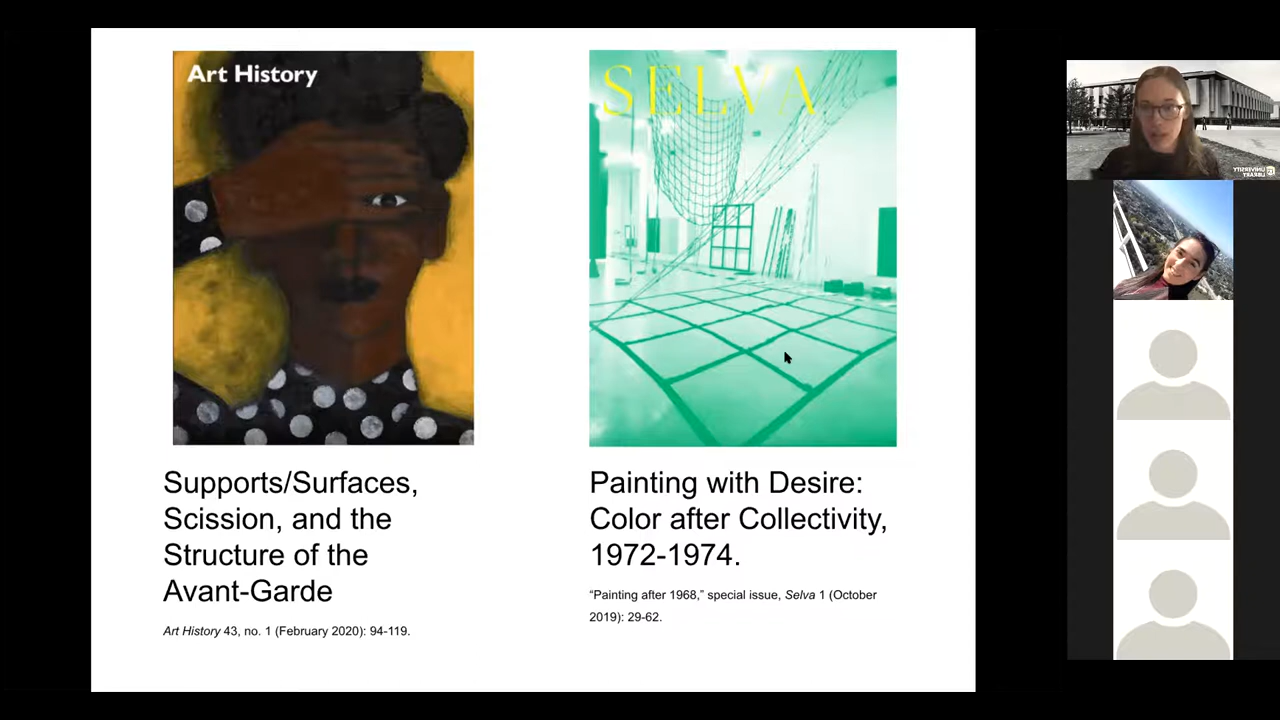 Art History
SELVA
Supports/Surfaces,
Scission, and the
Structure of the
Avant-Garde
Art History 43, no. 1 (February 2020): 94-119.
Painting with Desire:
Color after Collectivity,
1972-1974.
“Painting after 1968,” special issue, Selva 1 (October
2019): 29-62.
UNIVERSITY
LIBRARY